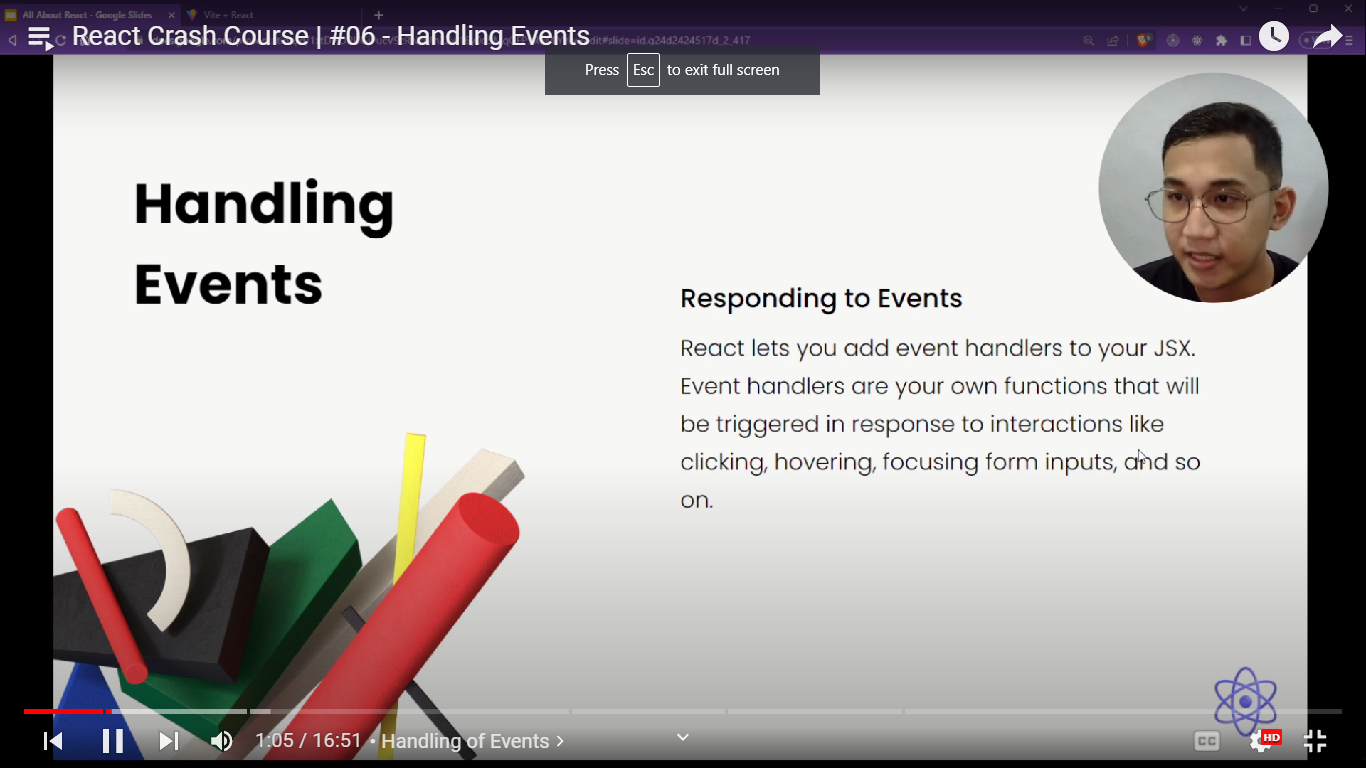 All About React - Google Slides
Vite + React
React Crash Course | #06 - Handling Events
Press Esc to exit full screen
Handling
Events
Responding to Events
React lets you add event handlers to your JSX.
Event handlers are your own functions that will
be triggered in response to interactions like
clicking, hovering, focusing form inputs, and so
on.
1:05 / 16:51 • Handling of Events
CC
HD